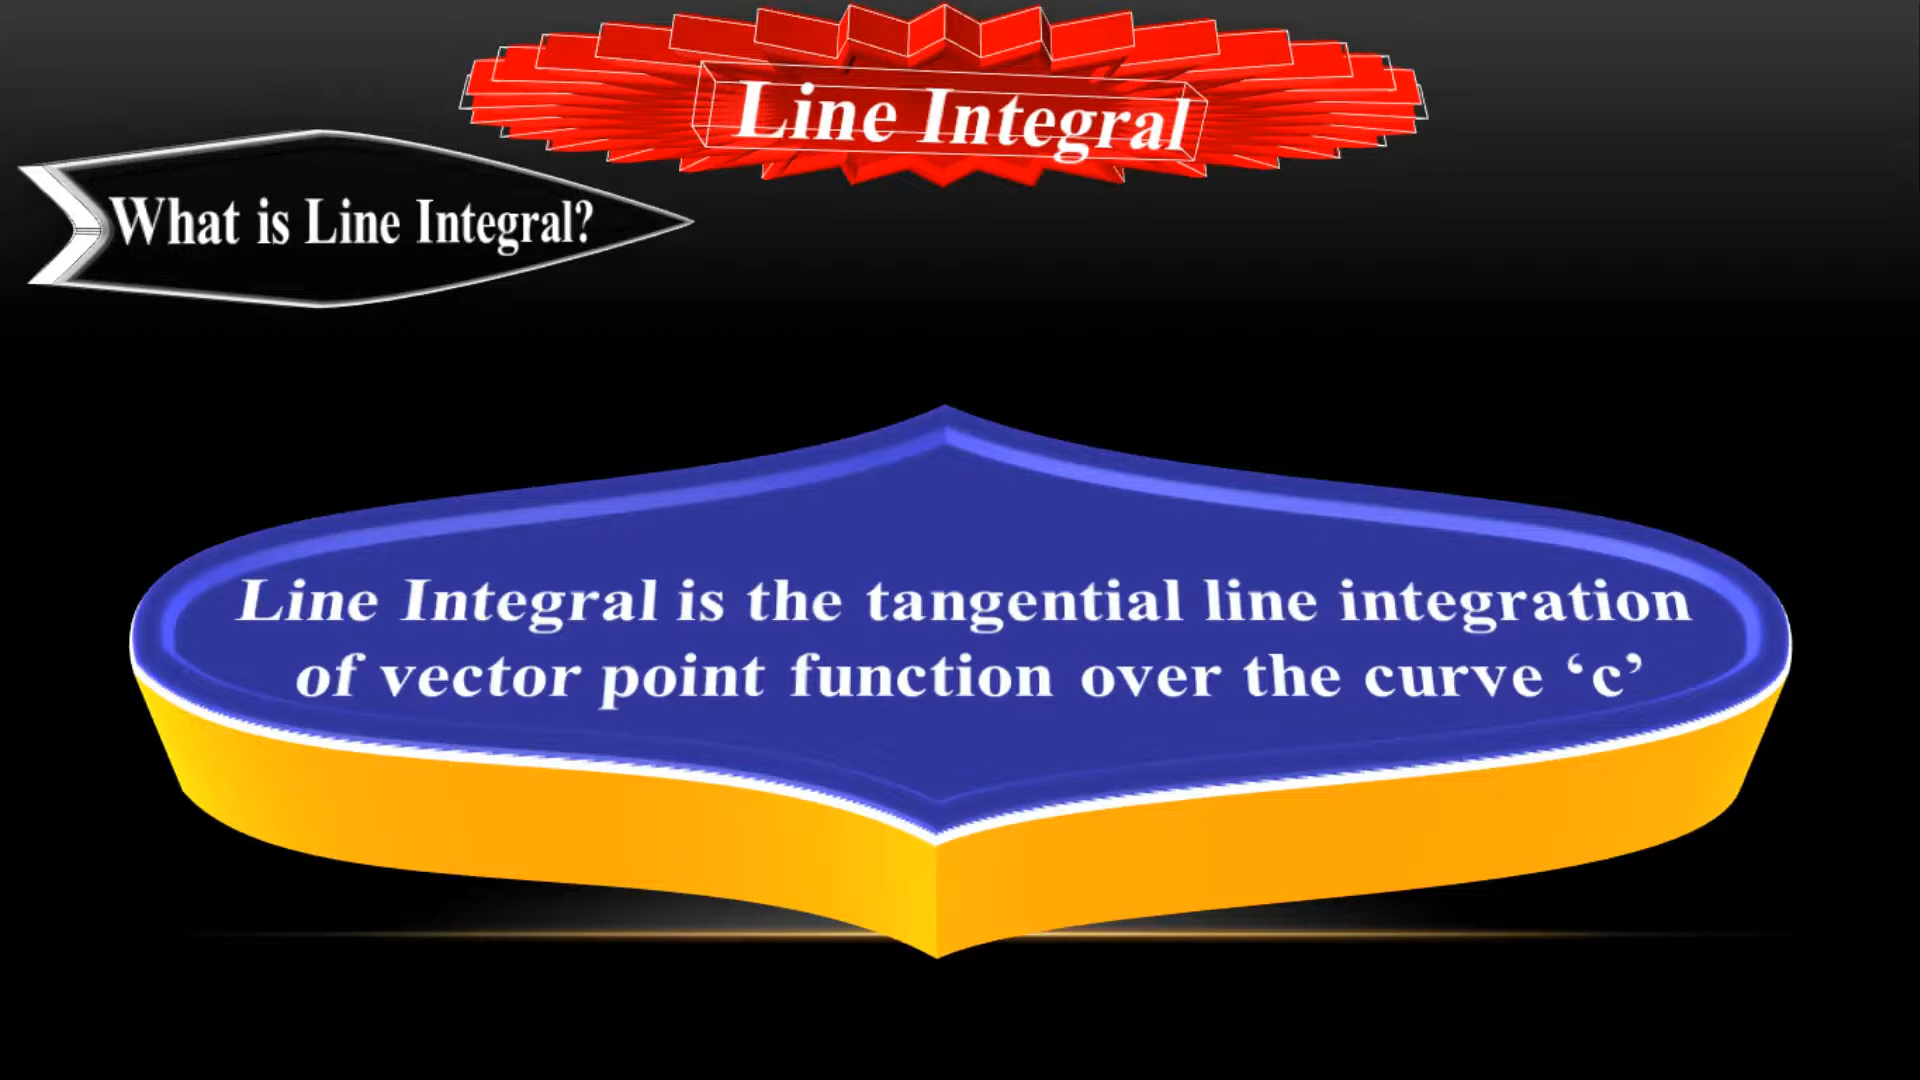 Line Integral
What is Line Integral?
Line Integral is the tangential line integration
of vector point function over the curve ‘c’